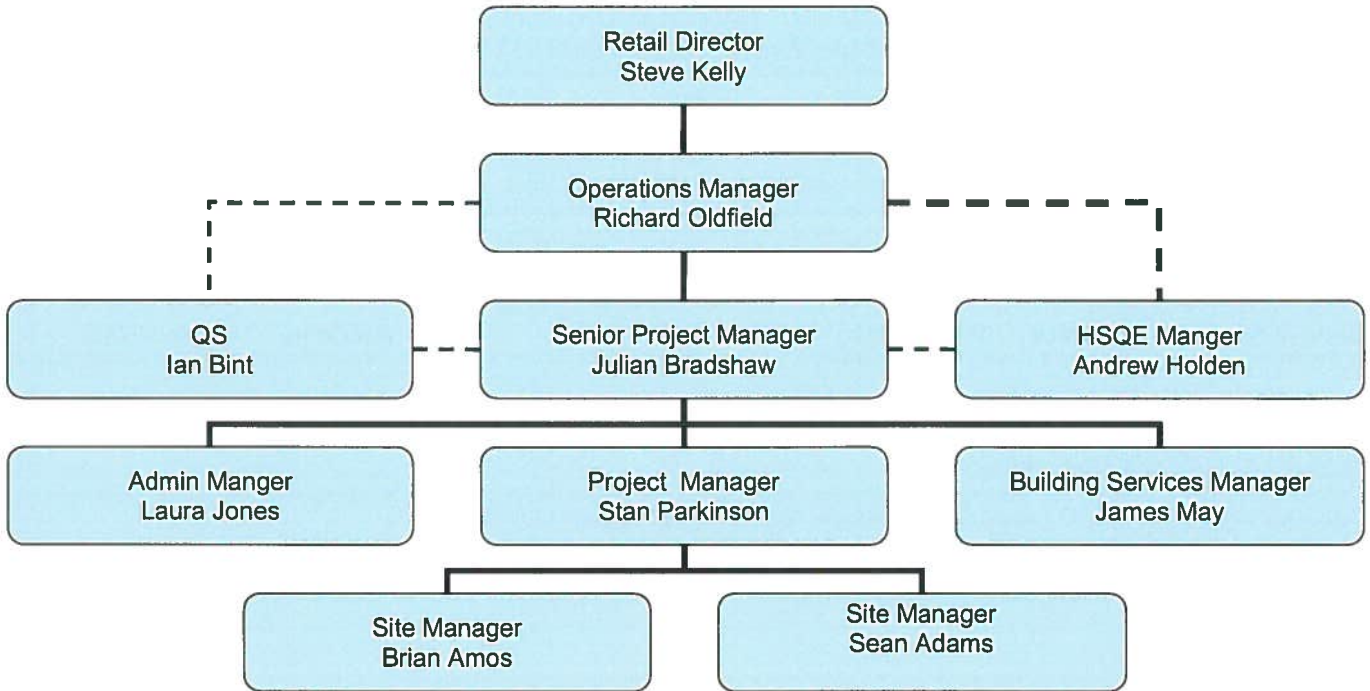 Retail Director
Steve Kelly
Operations Manager
Richard Oldfield
QS
Ian Bint
Senior Project Manager
Julian Bradshaw
HSQE Manger
Andrew Holden
Admin Manger
Laura Jones
Project Manager
Stan Parkinson
Building Services Manager
James May
Site Manager
Brian Amos
Site Manager
Sean Adams